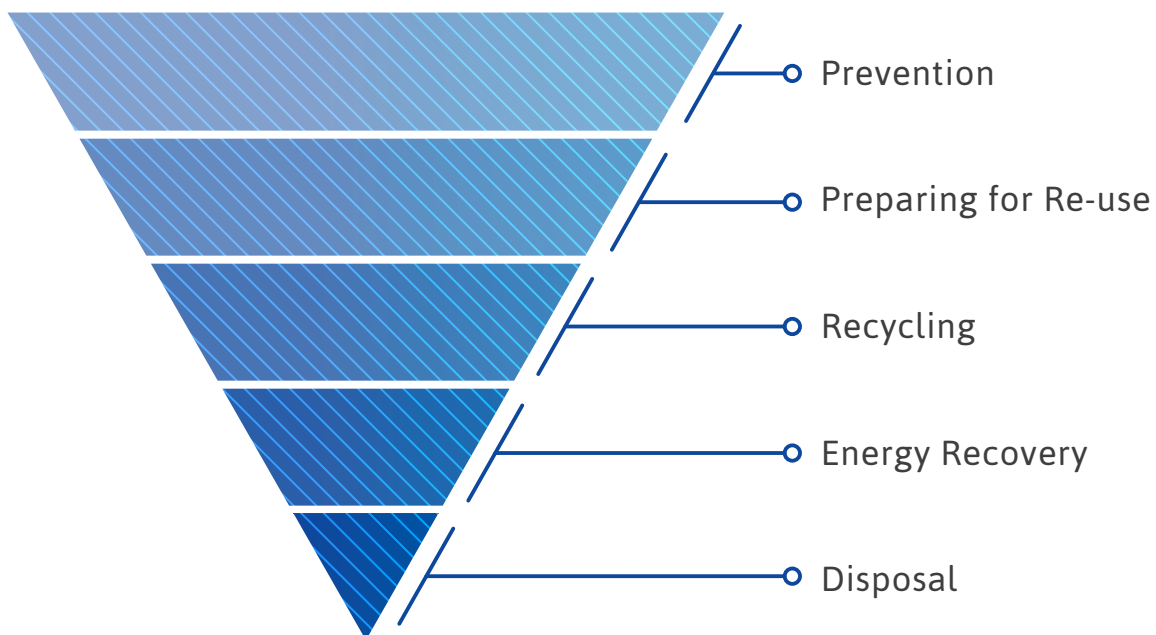 Prevention
Preparing for Re-use
Recycling
Energy Recovery
Disposal